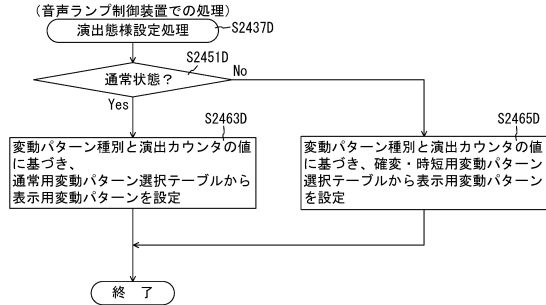 （音声ランプ制御装置での処理）
演出態様設定処理
S2437D
S2451D
通常状態？
No
Yes
S2463D
変動パターン種別と演出カウンタの値
に基づき、
通常用変動パターン選択テーブルから
表示用変動パターンを設定
S2465D
変動パターン種別と演出カウンタの値
に基づき、確変・時短用変動パターン
選択テーブルから表示用変動パターン
を設定
終　了